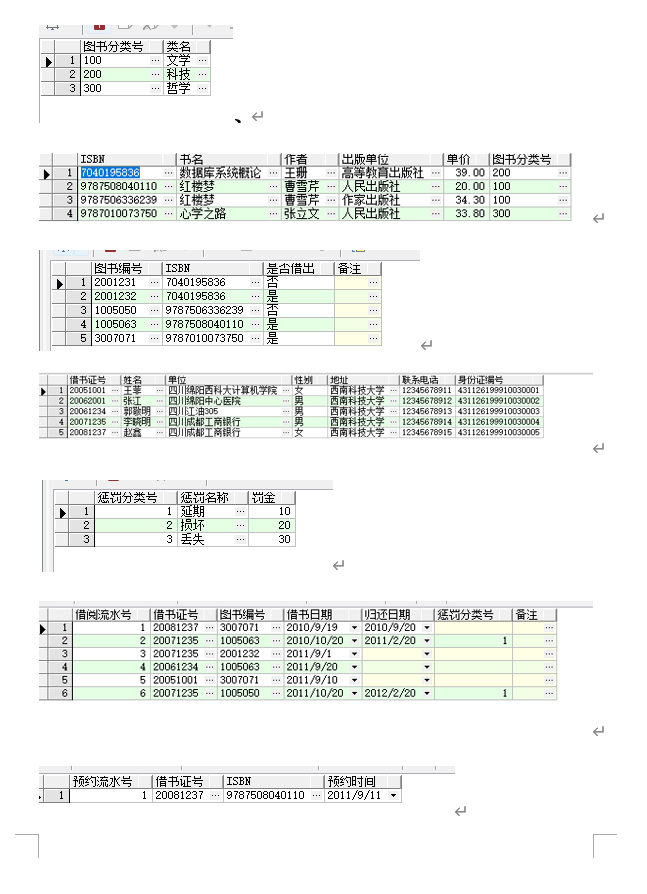 图书分类号 类名
1 100 ... 文学 ...
2 200 ... 科技 ...
3 300 ... 哲学 ...
、
ISBN 书名 作者 出版单位 单价 图书分类号
1 7040195836 ... 数据库系统概论 ... 王珊 ... 高等教育出版社 ... 39.00 200 ...
2 9787508040110 ... 红楼梦 ... 曹雪芹 ... 人民出版社 ... 20.00 100 ...
3 9787506336239 ... 红楼梦 ... 曹雪芹 ... 作家出版社 ... 34.30 100 ...
4 9787010073750 ... 心学之路 ... 张立文 ... 人民出版社 ... 33.80 300 ...
图书编号 ISBN 是否借出 备注
1 2001231 ... 7040195836 ... 否 ... ...
2 2001232 ... 7040195836 ... 是 ... ...
3 1005050 ... 9787506336239 ... 否 ... ...
4 1005063 ... 9787508040110 ... 是 ... ...
5 3007071 ... 9787010073750 ... 是 ... ...
借书证号 姓名 单位 性别 地址 联系电话 身份证编号
1 20051001 ... 王菲 ... 四川绵阳西科大计算机学院 ... 女 ... 西南科技大学 ... 12345678911 ... 431126199910030001 ...
2 20062001 ... 张江 ... 四川绵阳中心医院 ... 男 ... 西南科技大学 ... 12345678912 ... 431126199910030002 ...
3 20061234 ... 郭敬明 ... 四川江油305 ... 男 ... 西南科技大学 ... 12345678913 ... 431126199910030003 ...
4 20071235 ... 李晓明 ... 四川成都工商银行 ... 男 ... 西南科技大学 ... 12345678914 ... 431126199910030004 ...
5 20081237 ... 赵鑫 ... 四川成都工商银行 ... 女 ... 西南科技大学 ... 12345678915 ... 431126199910030005 ...
惩罚分类号 惩罚名称 罚金
1 1 延期 ... 10
2 2 损坏 ... 20
3 3 丢失 ... 30
借阅流水号 借书证号 图书编号 借书日期 归还日期 惩罚分类号 备注
1 1 20081237 ... 3007071 ... 2010/9/19 2010/9/20 ...
2 2 20071235 ... 1005063 ... 2010/10/20 2011/2/20 1 ...
3 3 20071235 ... 2001232 ... 2011/9/1 ...
4 4 20061234 ... 1005063 ... 2011/9/20 ...
5 5 20051001 ... 3007071 ... 2011/9/10 ...
6 6 20071235 ... 1005050 ... 2011/10/20 2012/2/20 1 ...
预约流水号 借书证号 ISBN 预约时间
1 1 20081237 ... 9787508040110 ... 2011/9/11